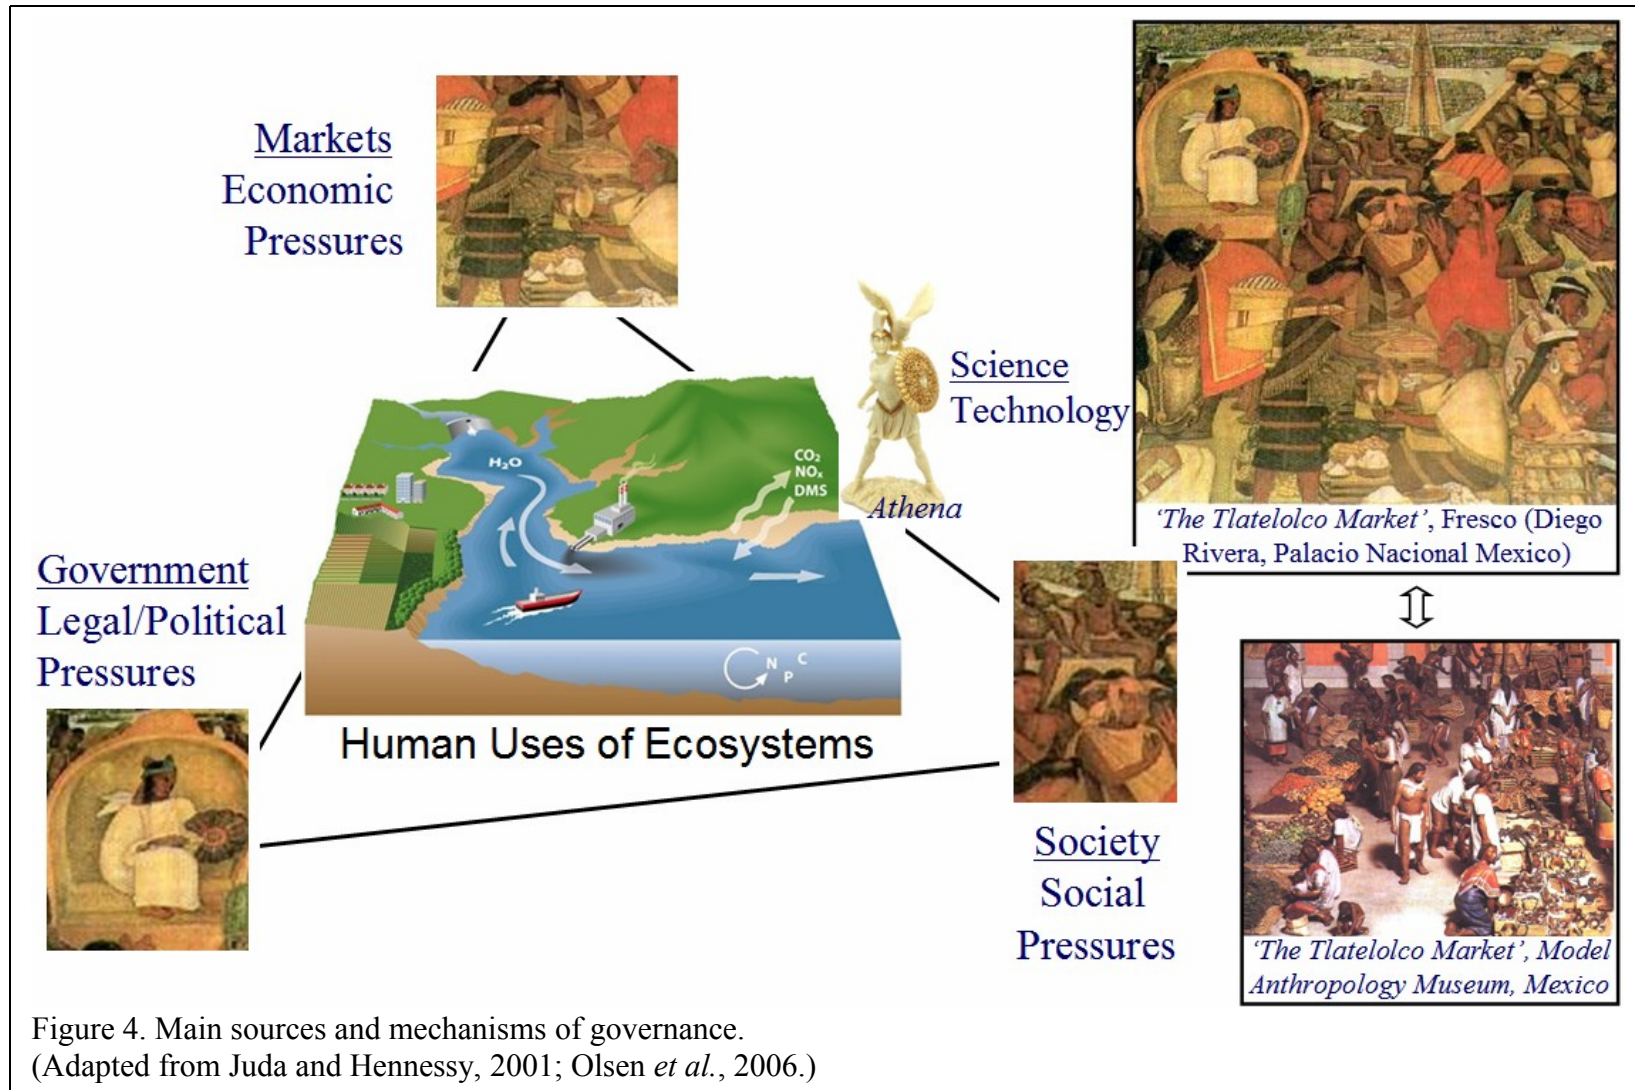 Markets
Economic
Pressures
Science
Technology
Athena
H₂O
CO₂
NOₓ
DMS
N C
P
Human Uses of Ecosystems
Government
Legal/Political
Pressures
Society
Social
Pressures
‘The Tlatelolco Market’, Fresco (Diego
Rivera, Palacio Nacional Mexico)
‘The Tlatelolco Market’, Model
Anthropology Museum, Mexico
Figure 4. Main sources and mechanisms of governance.
(Adapted from Juda and Hennessy, 2001; Olsen et al., 2006.)